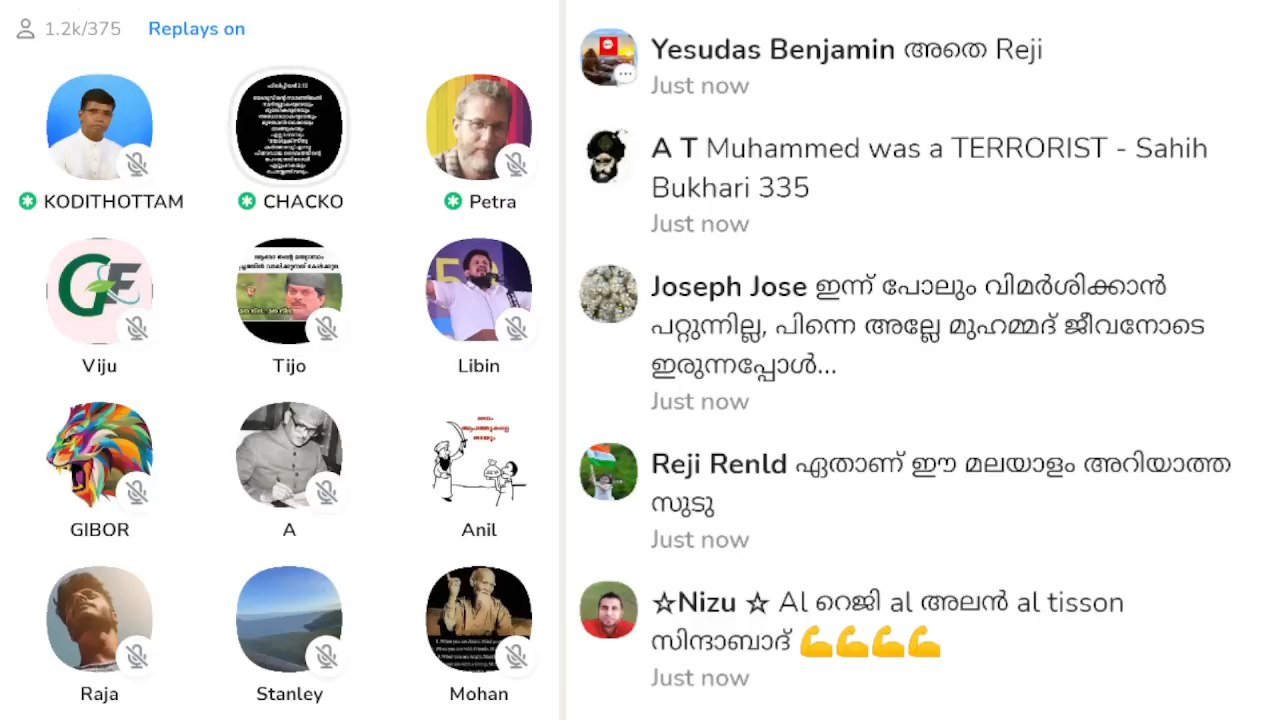 1.2k/375 Replays on
KODITHOTTAM
CHACKO
Petra
GF
Viju
Tijo
Libin
GIBOR
A
Anil
Raja
Stanley
Mohan
Yesudas Benjamin അതെ Reji
Just now
A T Muhammed was a TERRORIST - Sahih
Bukhari 335
Just now
Joseph Jose ഇന്ന് പോലും വിമർശിക്കാൻ
പറ്റുന്നില്ല, പിന്നെ അല്ലേ മുഹമ്മദ് ജീവനോടെ
ഇരുന്നപ്പോൾ...
Just now
Reji Renld ഏതാണ് ഈ മലയാളം അറിയാത്ത
സുടു
Just now
☆Nizu ☆ Al റെജി al അലൻ al tisson
സിന്ദാബാദ് 💪💪💪💪
Just now